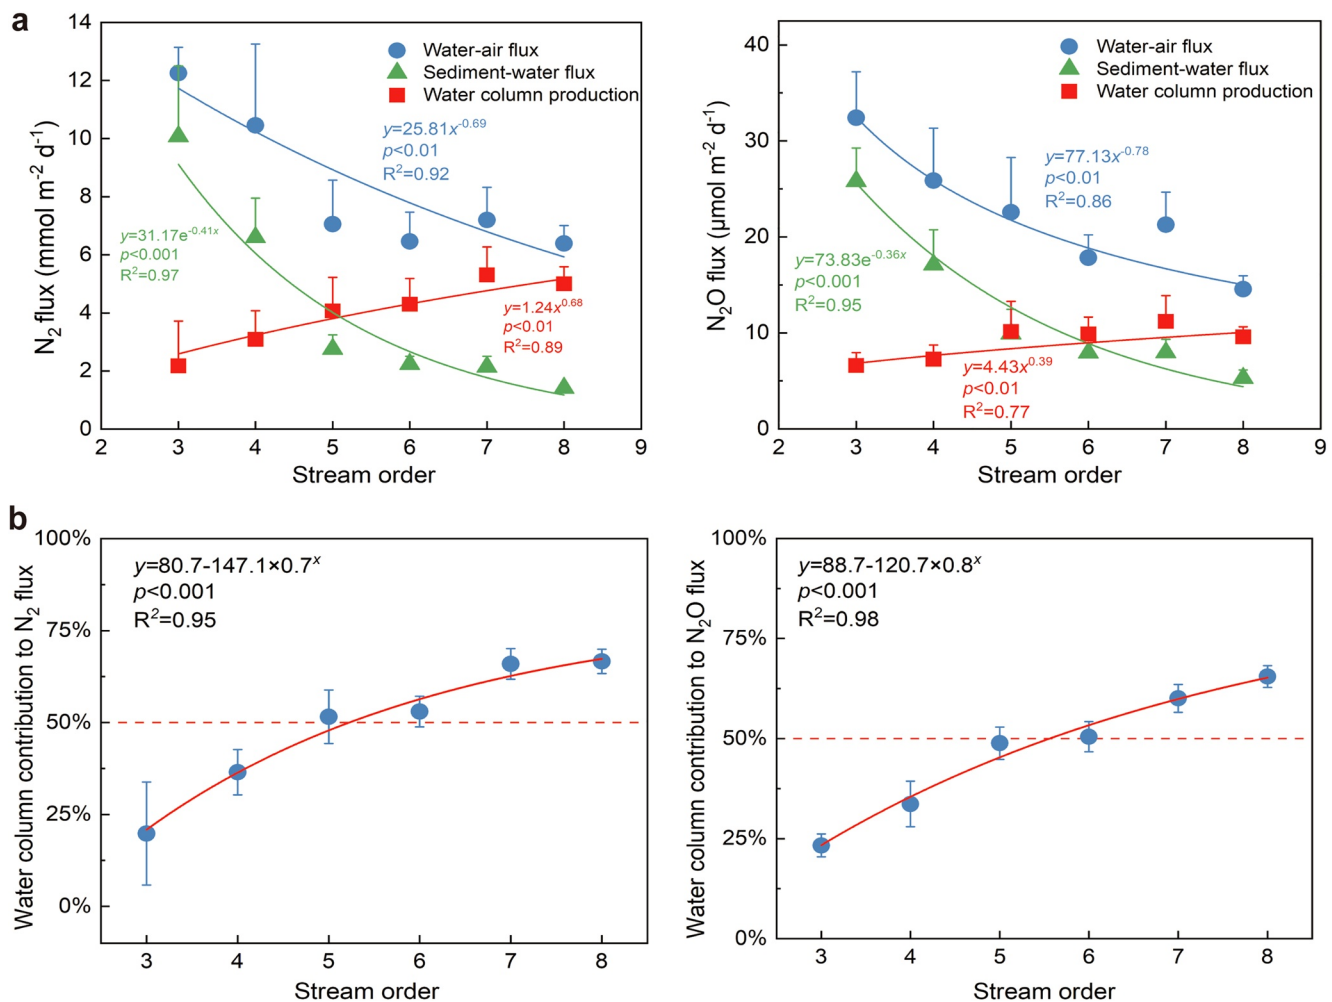 a
14
12
10
8
6
4
2
0
N₂ flux (mmol m⁻² d⁻¹)
Water-air flux
Sediment-water flux
Water column production
y=25.81x⁻⁰·⁶⁹
p<0.01
R²=0.92
y=31.17e⁻⁰·⁴¹ˣ
p<0.001
R²=0.97
y=1.24x⁰·⁶⁸
p<0.01
R²=0.89
2 3 4 5 6 7 8 9
Stream order
40
30
20
10
0
N₂O flux (μmol m⁻² d⁻¹)
Water-air flux
Sediment-water flux
Water column production
y=77.13x⁻⁰·⁷⁸
p<0.01
R²=0.86
y=73.83e⁻⁰·³⁶ˣ
p<0.001
R²=0.95
y=4.43x⁰·³⁹
p<0.01
R²=0.77
2 3 4 5 6 7 8 9
Stream order
b
100%
75%
50%
25%
0%
Water column contribution to N₂ flux
y=80.7-147.1×0.7ˣ
p<0.001
R²=0.95
3 4 5 6 7 8
Stream order
100%
75%
50%
25%
0%
Water column contribution to N₂O flux
y=88.7-120.7×0.8ˣ
p<0.001
R²=0.98
3 4 5 6 7 8
Stream order